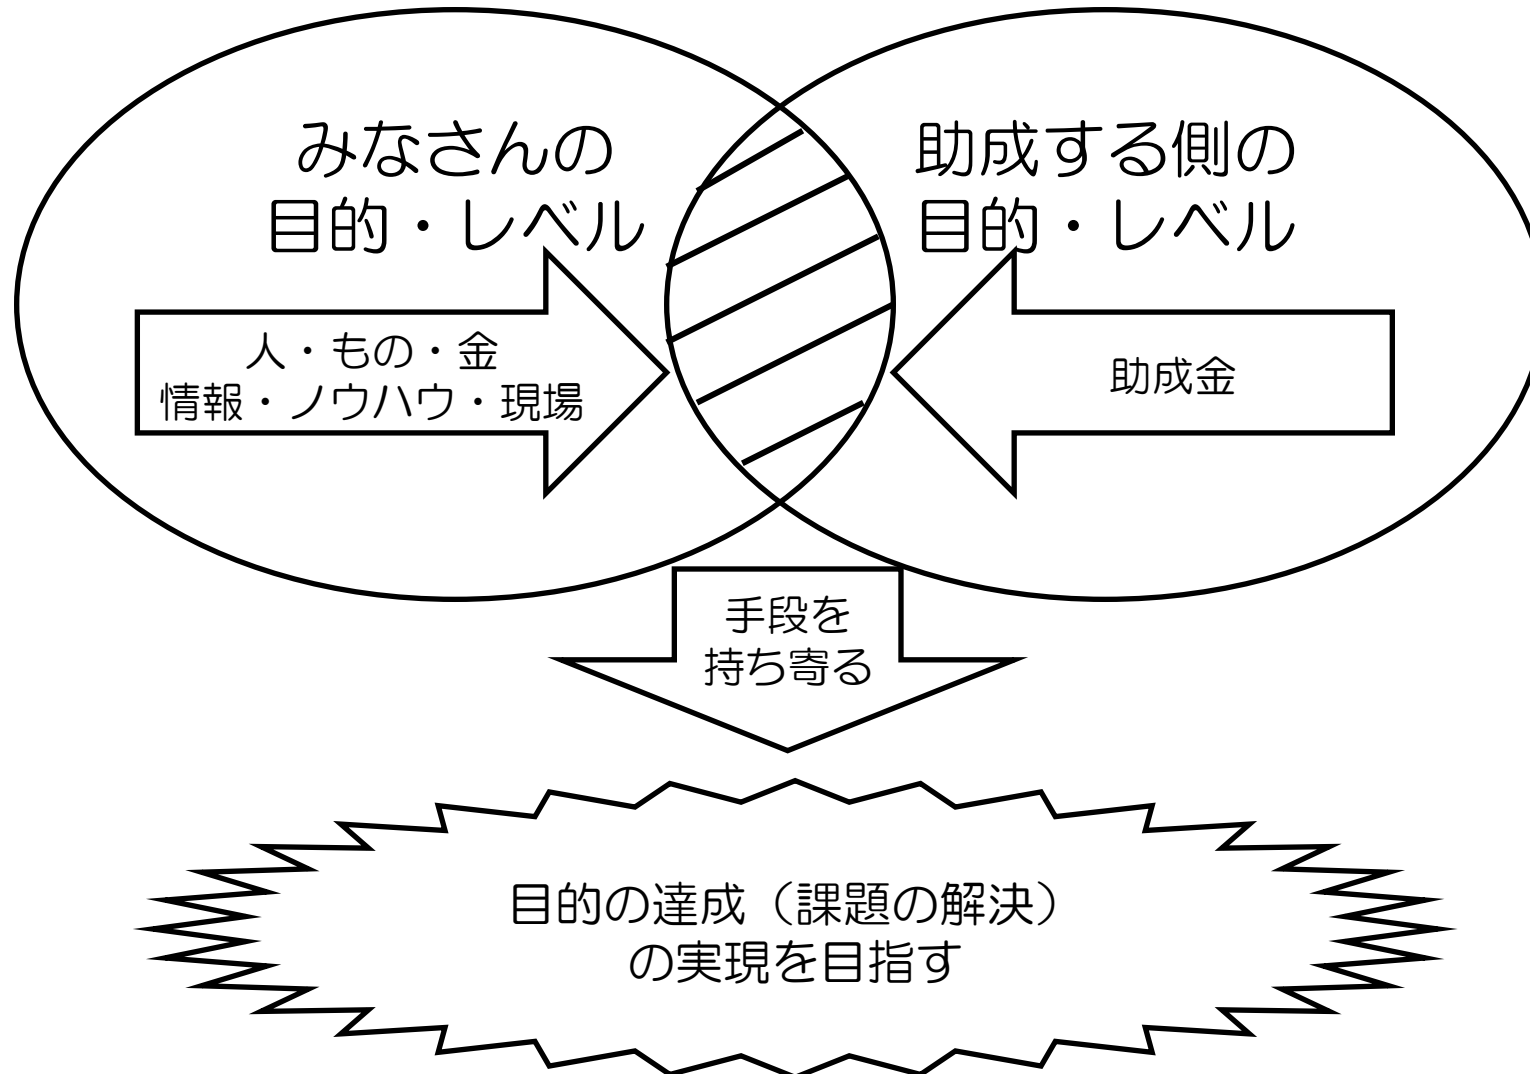 みなさんの
目的・レベル
人・もの・金
情報・ノウハウ・現場
助成する側の
目的・レベル
助成金
手段を
持ち寄る
目的の達成（課題の解決）
の実現を目指す